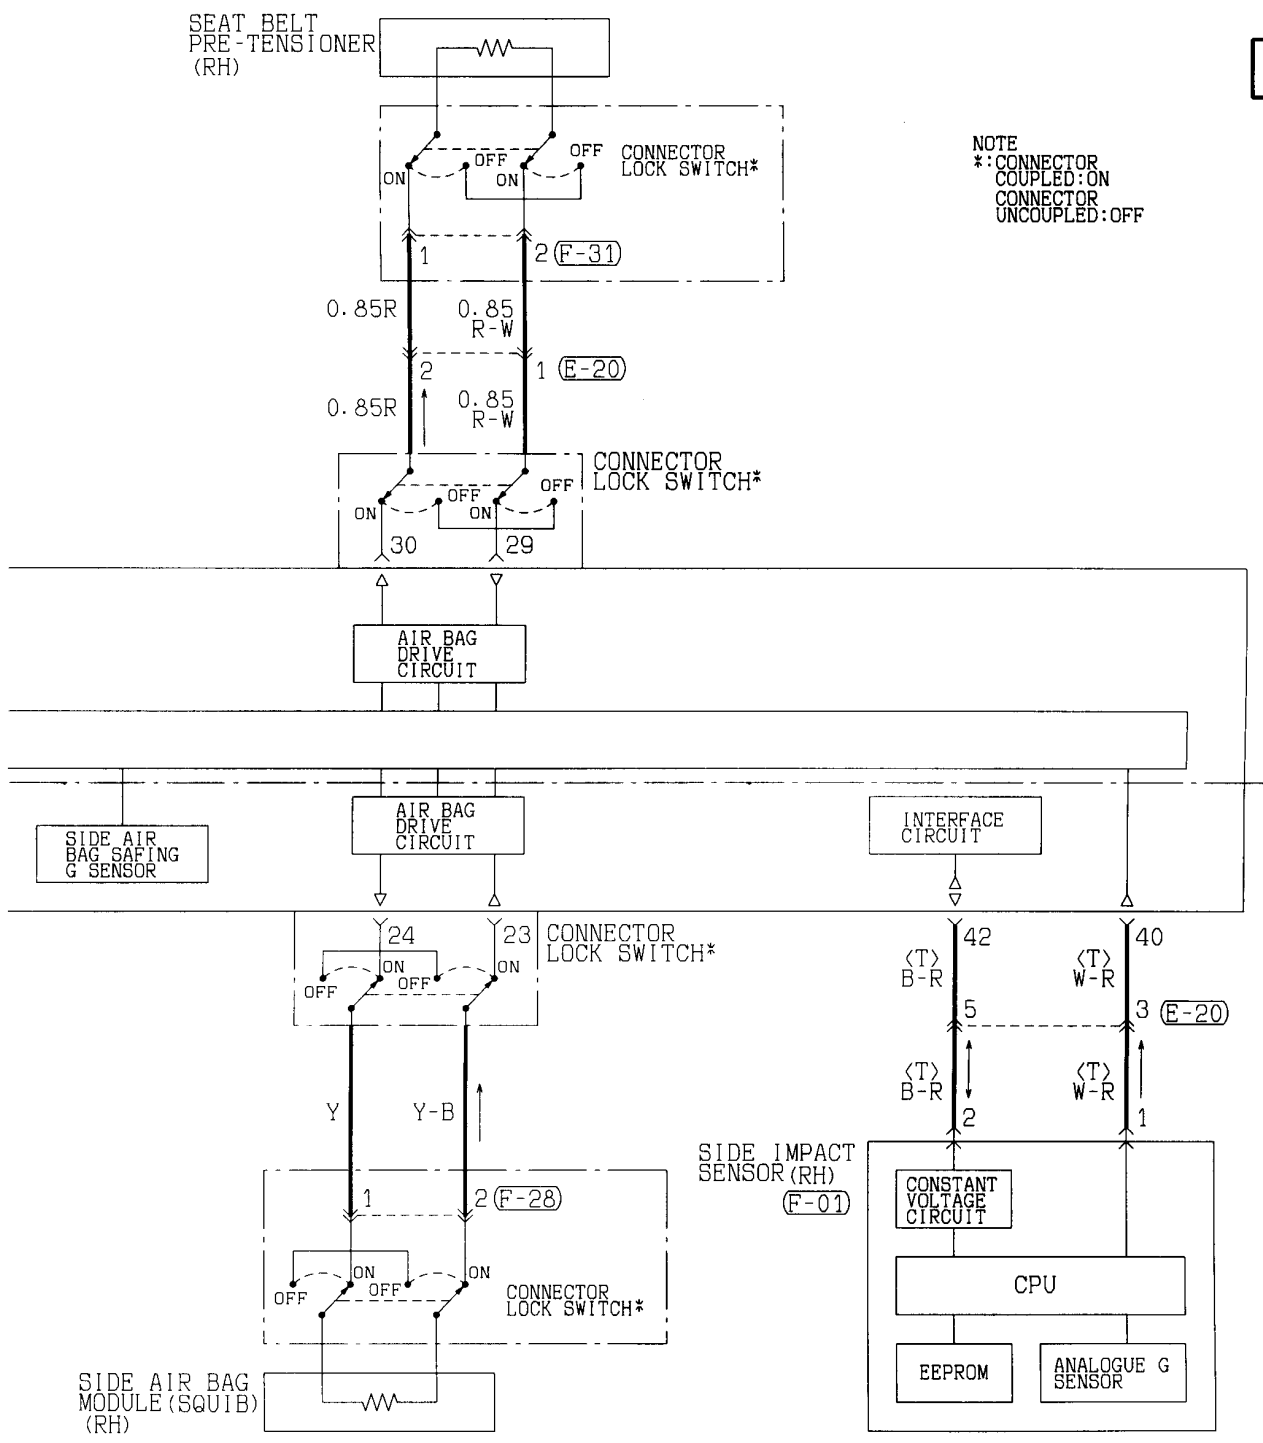 SEAT BELT
PRE-TENSIONER
(RH)
NOTE
*:CONNECTOR
COUPLED:ON
CONNECTOR
UNCOUPLED:OFF
ON
OFF
ON
OFF
CONNECTOR
LOCK SWITCH*
1
2
F-31
0.85R
0.85
R-W
2
1
E-20
0.85R
0.85
R-W
CONNECTOR
LOCK SWITCH*
ON
OFF
ON
OFF
30
29
AIR BAG
DRIVE
CIRCUIT
SIDE AIR
BAG SAFING
G SENSOR
AIR BAG
DRIVE
CIRCUIT
INTERFACE
CIRCUIT
24
23
CONNECTOR
LOCK SWITCH*
OFF
ON
OFF
ON
42
40
<T>
B-R
<T>
W-R
5
3
E-20
<T>
B-R
<T>
W-R
2
1
Y
Y-B
1
2
F-28
OFF
ON
OFF
ON
CONNECTOR
LOCK SWITCH*
SIDE AIR BAG
MODULE(SQUIB)
(RH)
SIDE IMPACT
SENSOR(RH)
F-01
CONSTANT
VOLTAGE
CIRCUIT
CPU
EEPROM
ANALOGUE G
SENSOR